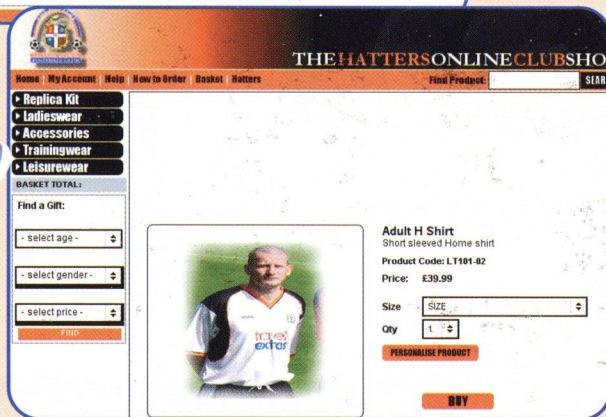 THEHATTERSONLINECLUBSHO
Home | My Account | Help | How to Order | Basket | Hatters
Find Product: SEAR
Replica Kit
Ladieswear
Accessories
Trainingwear
Leisurewear
BASKET TOTAL:
Find a Gift:
- select age -
- select gender -
- select price -
FIND
Adult H Shirt
Short sleeved Home shirt
Product Code: LT101-02
Price: £39.99
Size SIZE
Qty 1
PERSONALISE PRODUCT
BUY
travel
extras